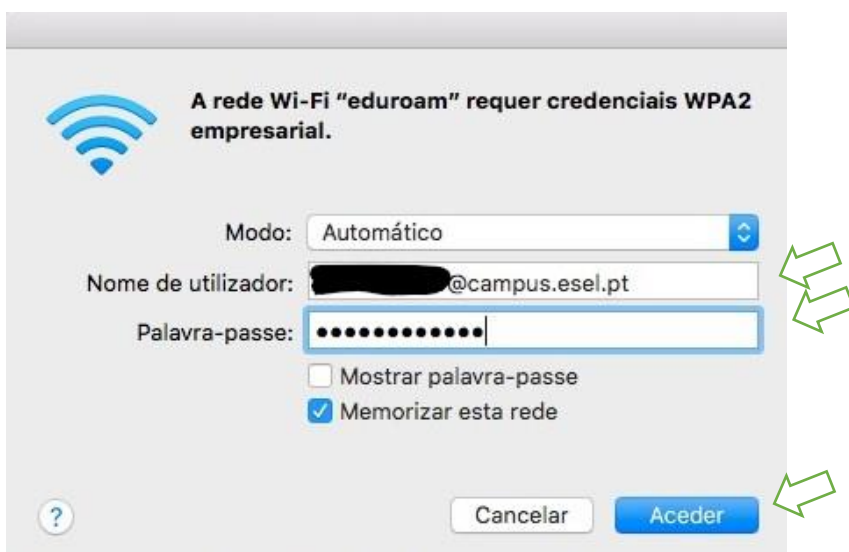 A rede Wi-Fi “eduroam” requer credenciais WPA2
empresarial.
Modo: Automático
Nome de utilizador: @campus.esel.pt
Palavra-passe: ••••••••••••
Mostrar palavra-passe
Memorizar esta rede
? Cancelar Aceder